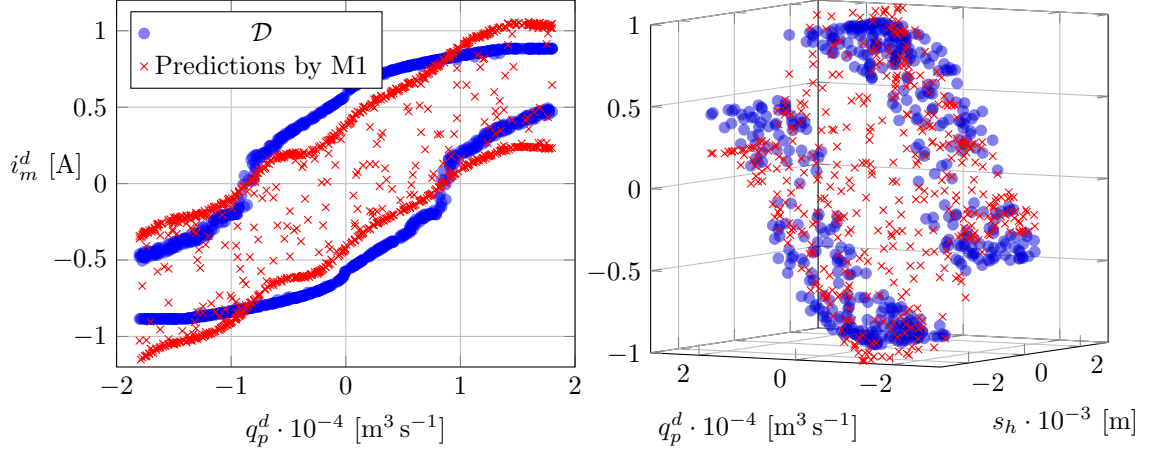 𝒟
Predictions by M1
1
0.5
0
−0.5
−1
i_m^d [A]
−2 −1 0 1 2
q_p^d · 10^{−4} [m³ s⁻¹]
1
0.5
0
−0.5
−1
2 0 −2
−2 0 2
q_p^d · 10^{−4} [m³ s⁻¹]
s_h · 10^{−3} [m]